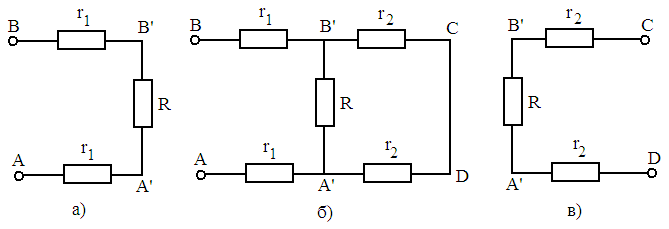 B r1 B' R A r1 A' а)
B r1 B' r2 C R A r1 A' r2 D б)
B' r2 C R A' r2 D в)